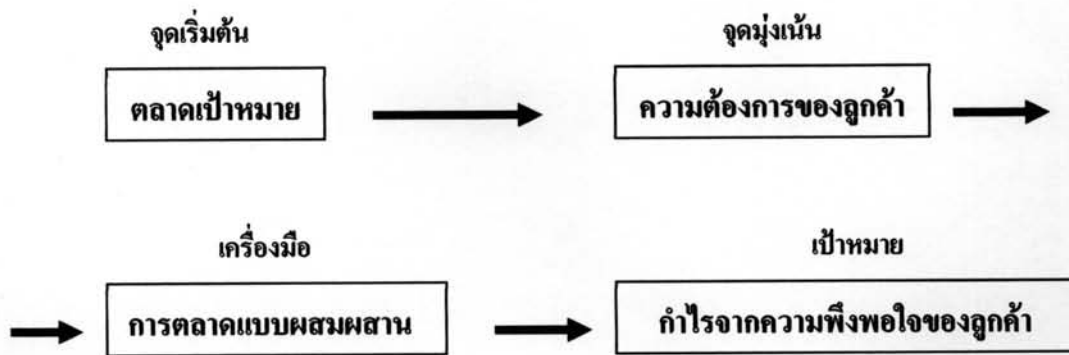 จุดเริ่มต้น
จุดมุ่งเน้น
ตลาดเป้าหมาย
ความต้องการของลูกค้า
เครื่องมือ
เป้าหมาย
การตลาดแบบผสมผสาน
กำไรจากความพึงพอใจของลูกค้า